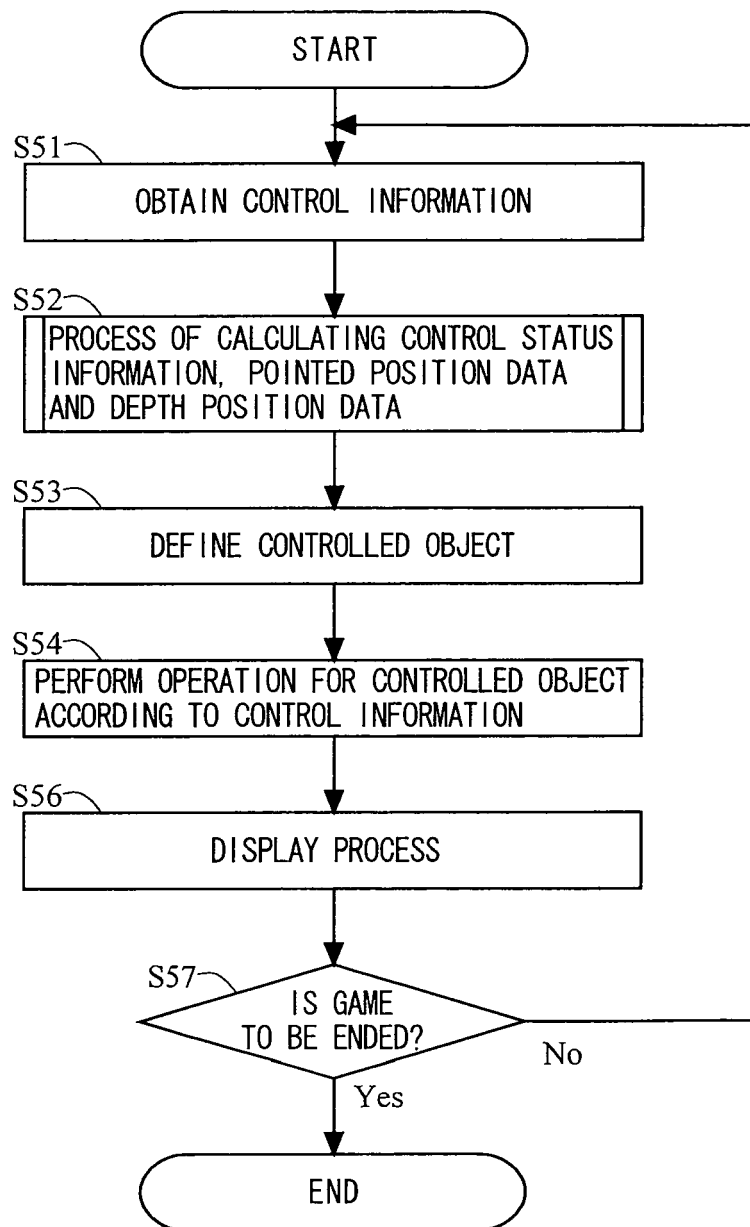 START
S51
OBTAIN CONTROL INFORMATION
S52
PROCESS OF CALCULATING CONTROL STATUS
INFORMATION, POINTED POSITION DATA
AND DEPTH POSITION DATA
S53
DEFINE CONTROLLED OBJECT
S54
PERFORM OPERATION FOR CONTROLLED OBJECT
ACCORDING TO CONTROL INFORMATION
S56
DISPLAY PROCESS
S57
IS GAME
TO BE ENDED?
No
Yes
END